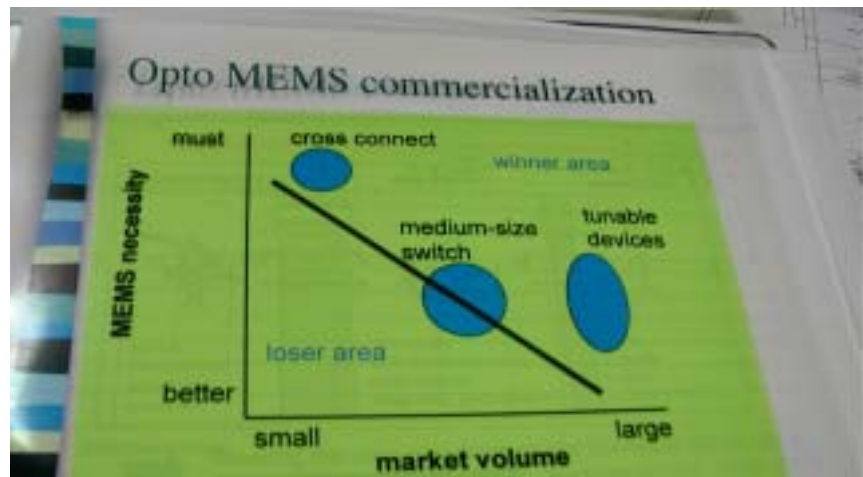 Opto MEMS commercialization
must
cross connect
winner area
MEMS necessity
medium-size
switch
tunable
devices
loser area
better
small
large
market volume